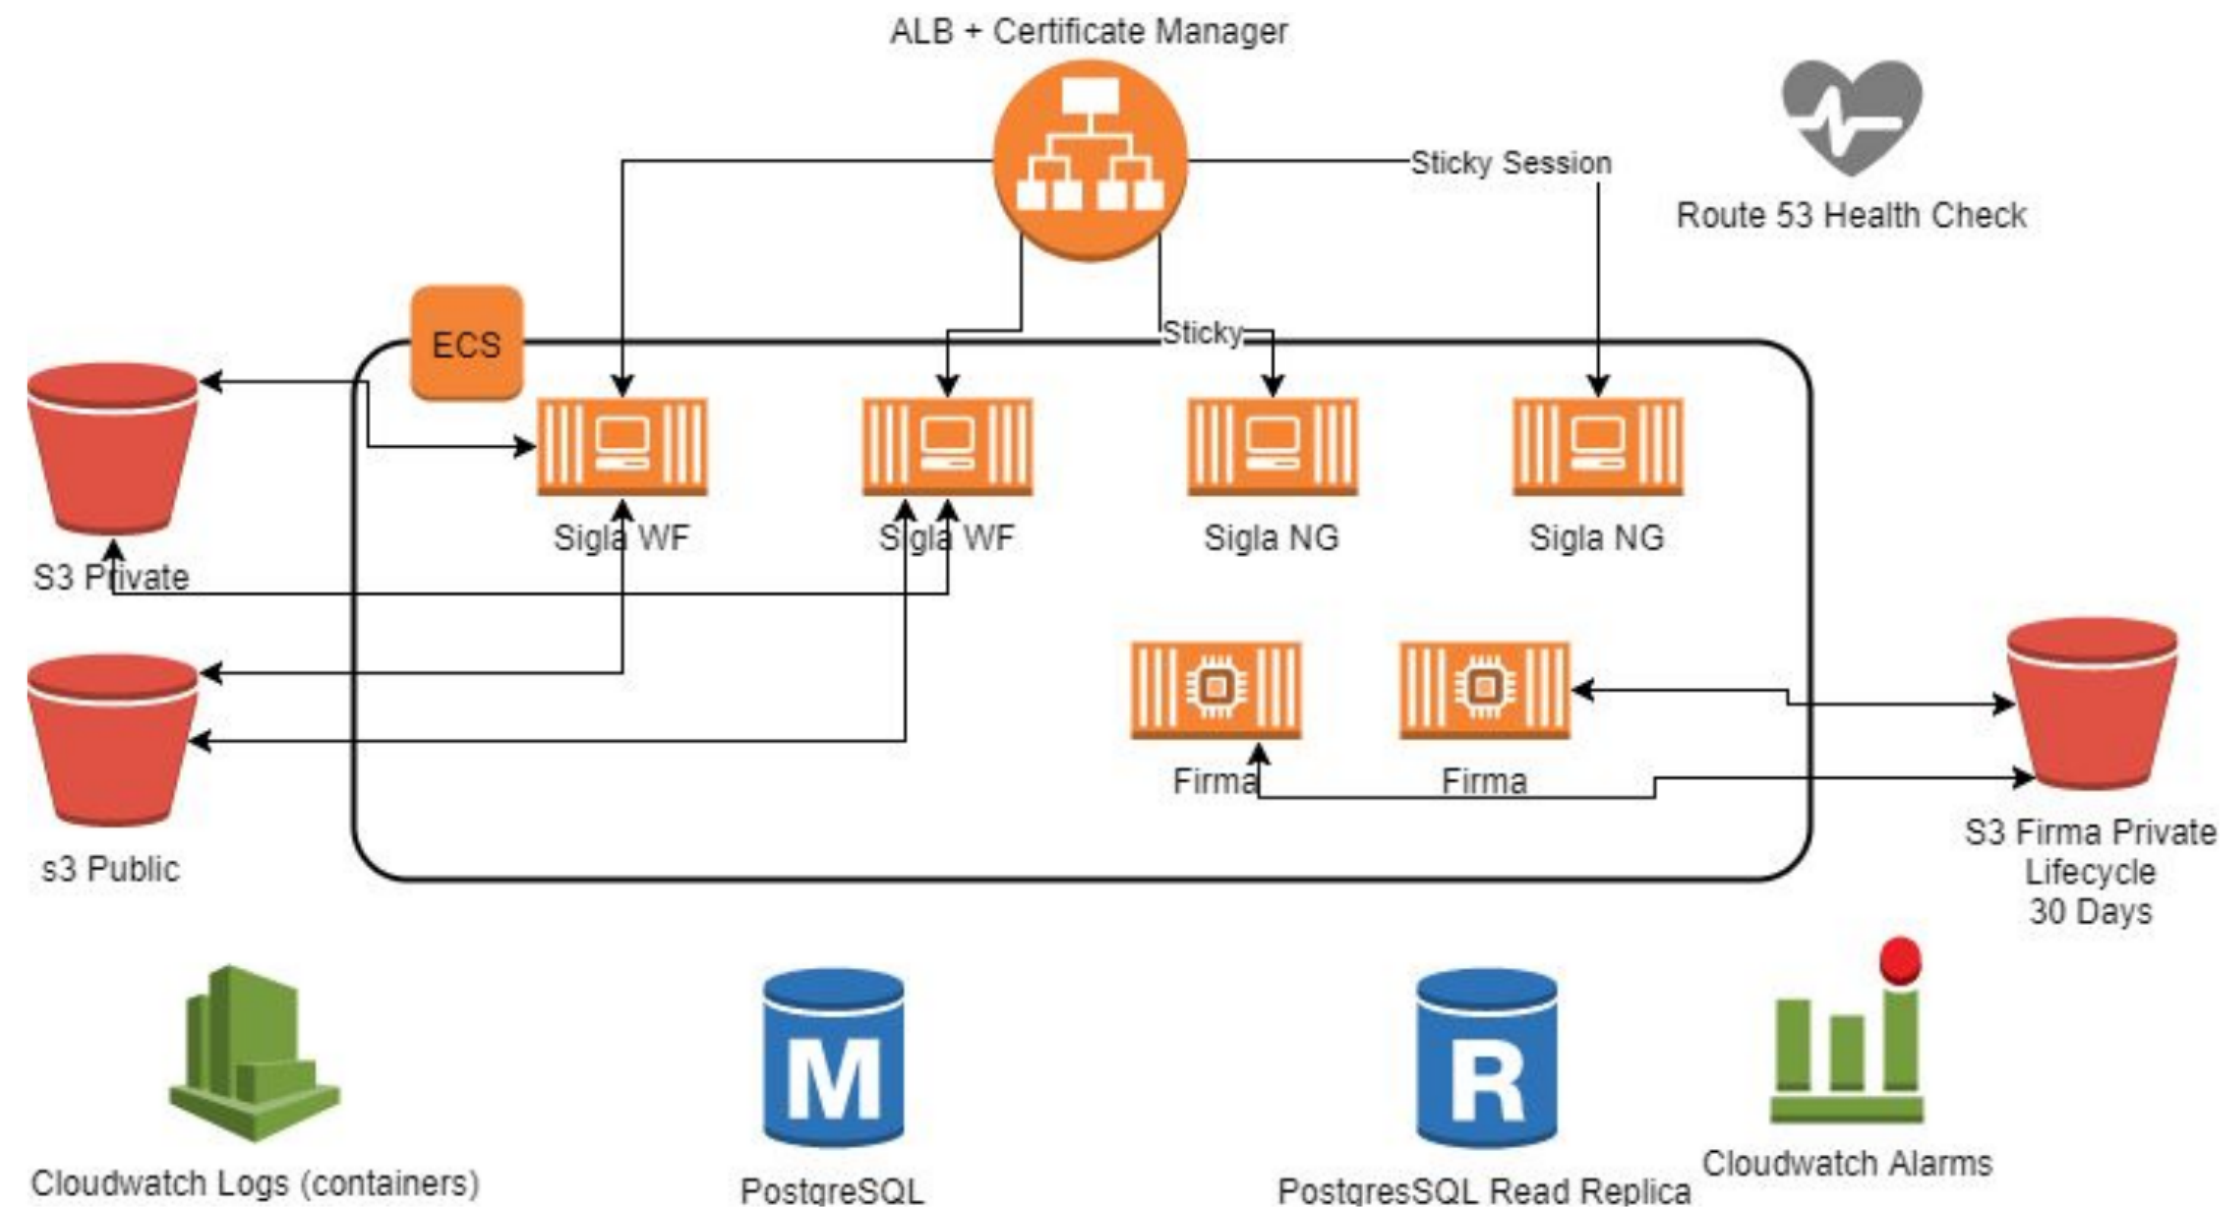 ALB + Certificate Manager
Sticky Session
Route 53 Health Check
ECS
Sticky
Sigla WF
Sigla WF
Sigla NG
Sigla NG
S3 Private
Firma
Firma
s3 Public
S3 Firma Private
Lifecycle
30 Days
M
R
Cloudwatch Logs (containers)
PostgreSQL
PostgresSQL Read Replica
Cloudwatch Alarms